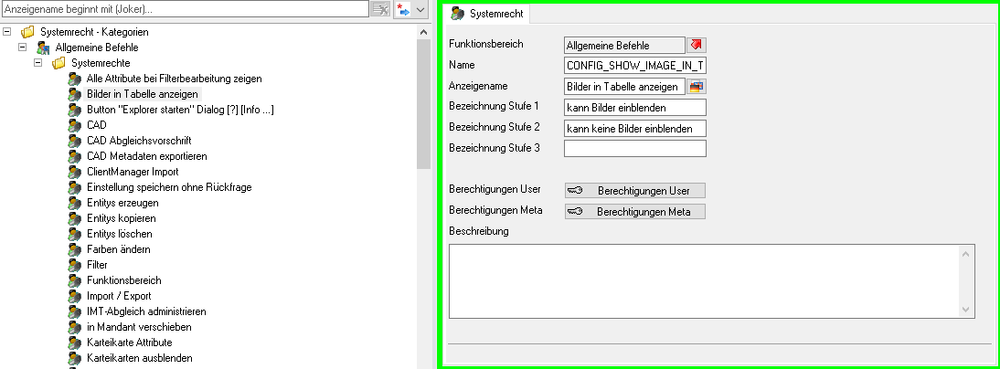 Anzeigename beginnt mit (Joker)...
Systemrecht - Kategorien
Allgemeine Befehle
Systemrechte
Alle Attribute bei Filterbearbeitung zeigen
Bilder in Tabelle anzeigen
Button "Explorer starten" Dialog [?] [Info ...]
CAD
CAD Abgleichsvorschrift
CAD Metadaten exportieren
ClientManager Import
Einstellung speichern ohne Rückfrage
Entitys erzeugen
Entitys kopieren
Entitys löschen
Farben ändern
Filter
Funktionsbereich
Import / Export
IMT-Abgleich administrieren
in Mandant verschieben
Karteikarte Attribute
Karteikarten ausblenden
Systemrecht
Funktionsbereich Allgemeine Befehle
Name CONFIG_SHOW_IMAGE_IN_T
Anzeigename Bilder in Tabelle anzeigen
Bezeichnung Stufe 1 kann Bilder einblenden
Bezeichnung Stufe 2 kann keine Bilder einblenden
Bezeichnung Stufe 3
Berechtigungen User Berechtigungen User
Berechtigungen Meta Berechtigungen Meta
Beschreibung